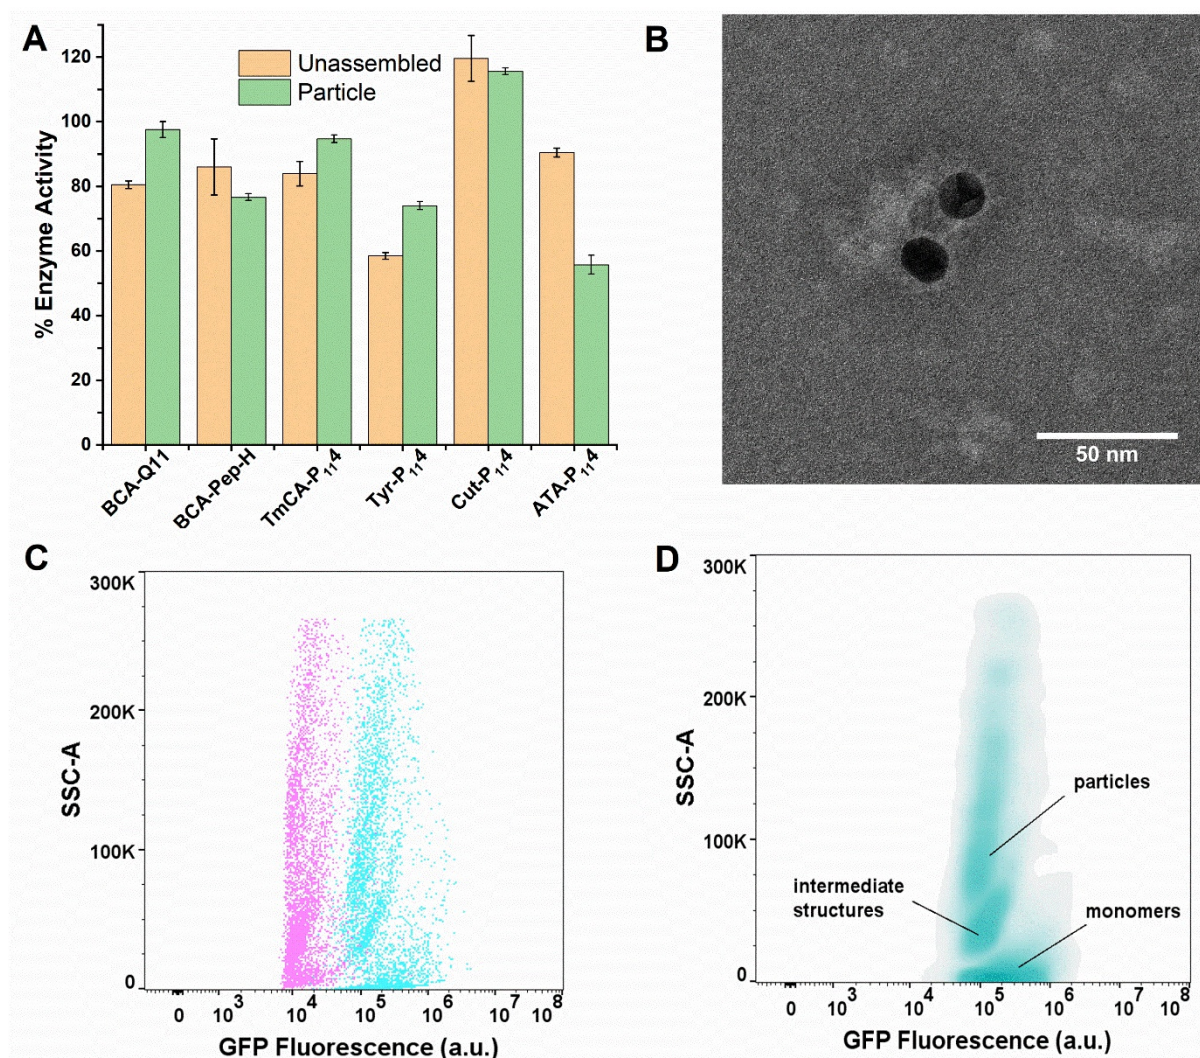 A
% Enzyme Activity
120
100
80
60
40
20
0
Unassembled
Particle
BCA-Q11
BCA-Pep-H
TmCA-P₁₁4
Tyr-P₁₁4
Cut-P₁₁4
ATA-P₁₁4
B
50 nm
C
SSC-A
300K
200K
100K
0
0 10³ 10⁴ 10⁵ 10⁶ 10⁷ 10⁸
GFP Fluorescence (a.u.)
D
SSC-A
300K
200K
100K
0
particles
intermediate
structures
monomers
0 10³ 10⁴ 10⁵ 10⁶ 10⁷ 10⁸
GFP Fluorescence (a.u.)